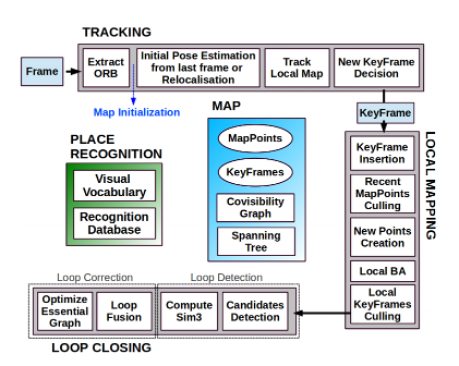 TRACKING
Frame
Extract
ORB
Initial Pose Estimation
from last frame or
Relocalisation
Track
Local Map
New KeyFrame
Decision
Map Initialization
KeyFrame
MAP
MapPoints
KeyFrames
Covisibility
Graph
Spanning
Tree
PLACE
RECOGNITION
Visual
Vocabulary
Recognition
Database
LOCAL MAPPING
KeyFrame
Insertion
Recent
MapPoints
Culling
New Points
Creation
Local BA
Local
KeyFrames
Culling
Loop Correction
Loop Detection
Optimize
Essential
Graph
Loop
Fusion
Compute
Sim3
Candidates
Detection
LOOP CLOSING